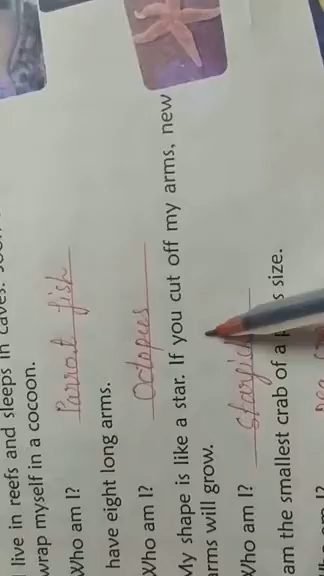 I live in reefs and sleeps in caves.
wrap myself in a cocoon.
Who am I? Parrot fish
have eight long arms.
Who am I? Octopus
My shape is like a star. If you cut off my arms, new
arms will grow.
Who am I?
am the smallest crab of a size.